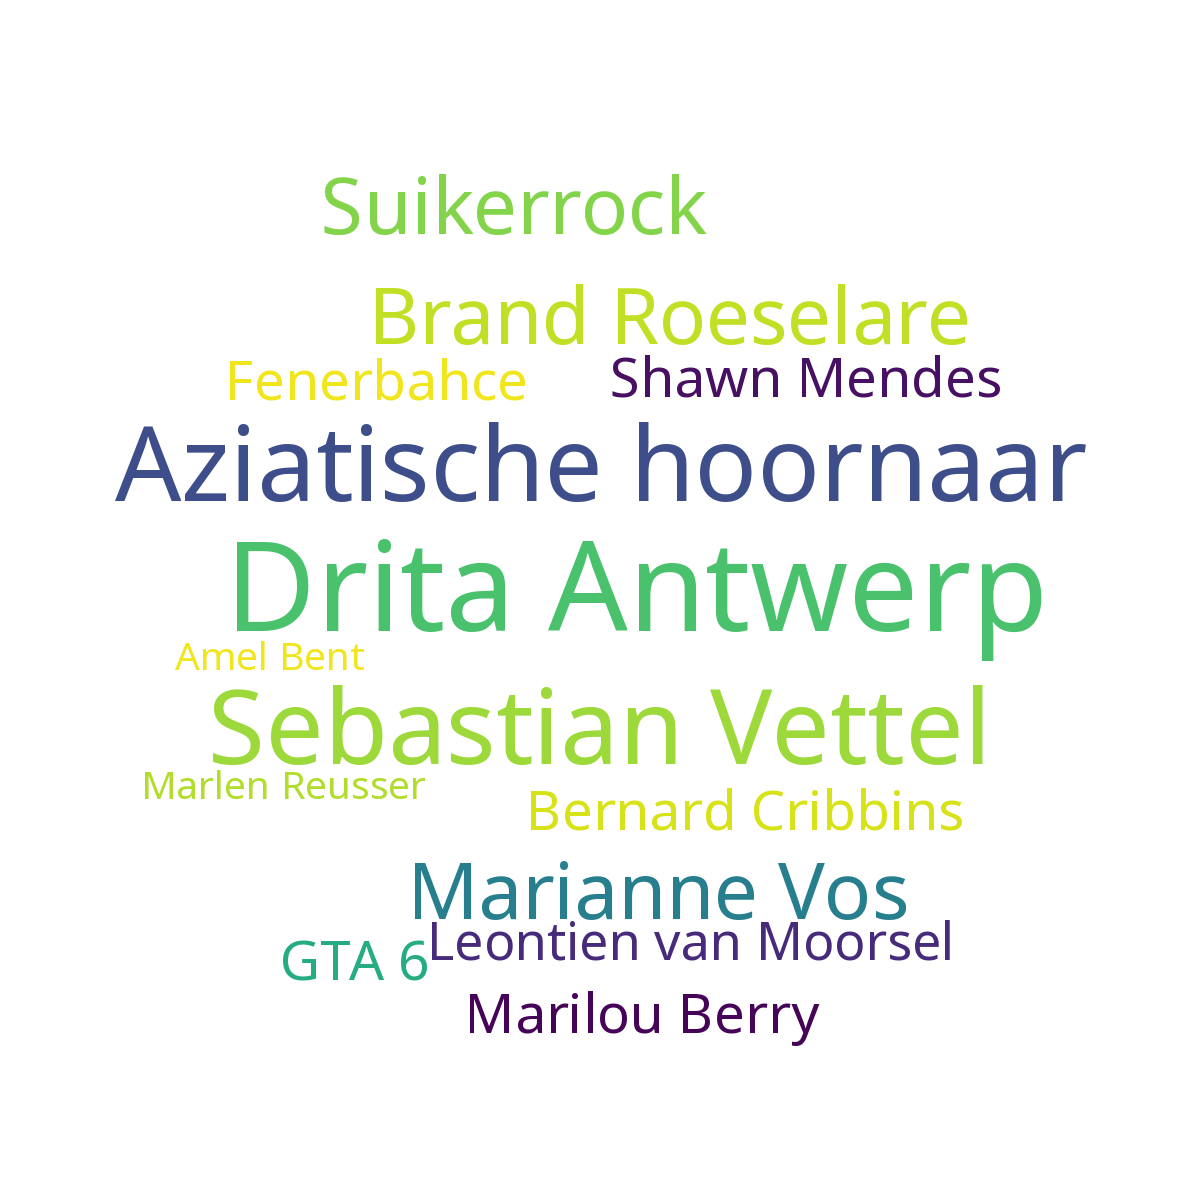 Suikerrock
Brand Roeselare
Fenerbahce
Shawn Mendes
Aziatische hoornaar
Drita Antwerp
Amel Bent
Sebastian Vettel
Marlen Reusser
Bernard Cribbins
Marianne Vos
GTA 6
Leontien van Moorsel
Marilou Berry